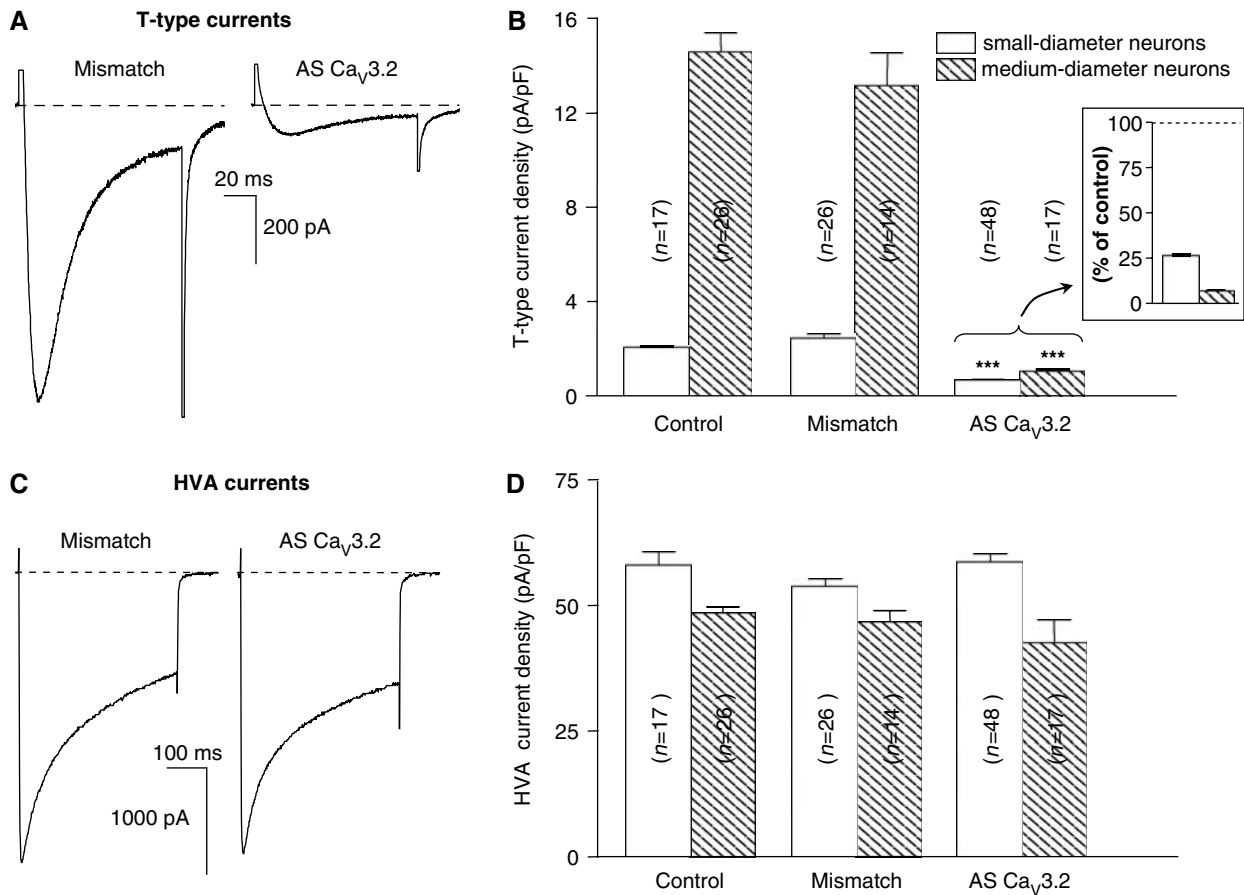 A
T-type currents
Mismatch
AS CaV3.2
20 ms
200 pA
B
T-type current density (pA/pF)
16
12
8
4
0
small-diameter neurons
medium-diameter neurons
(n=17)
(n=26)
(n=26)
(n=14)
(n=48)
(n=17)
***
***
Control
Mismatch
AS CaV3.2
(% of control)
100
75
50
25
0
C
HVA currents
Mismatch
AS CaV3.2
100 ms
1000 pA
D
HVA current density (pA/pF)
75
50
25
0
(n=17 )
(n=26 )
(n=26 )
(n=14 )
(n=48 )
(n=17 )
Control
Mismatch
AS CaV3.2